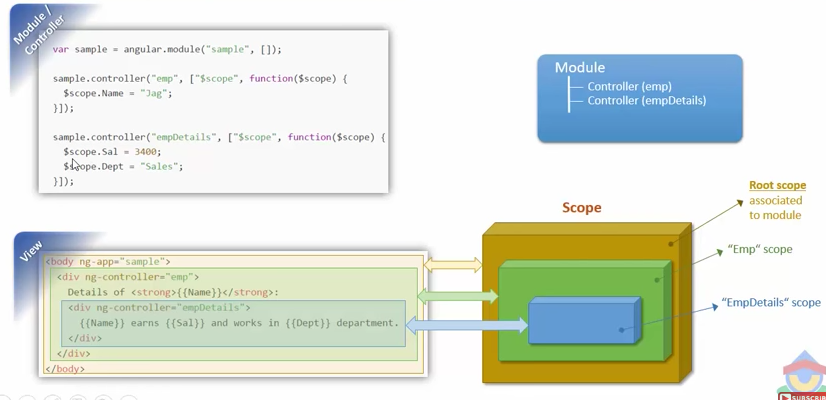 Module /
Controller
var sample = angular.module("sample", []);
sample.controller("emp", ["$scope", function($scope) {
$scope.Name = "Jag";
}]);
sample.controller("empDetails", ["$scope", function($scope) {
$scope.Sal = 3400;
$scope.Dept = "Sales";
}]);
Module
Controller (emp)
Controller (empDetails)
Scope
Root scope
associated
to module
"Emp" scope
"EmpDetails" scope
View
<body ng-app="sample">
<div ng-controller="emp">
Details of <strong>{{Name}}</strong>:
<div ng-controller="empDetails">
{{Name}} earns {{Sal}} and works in {{Dept}} department.
</div>
</div>
</body>